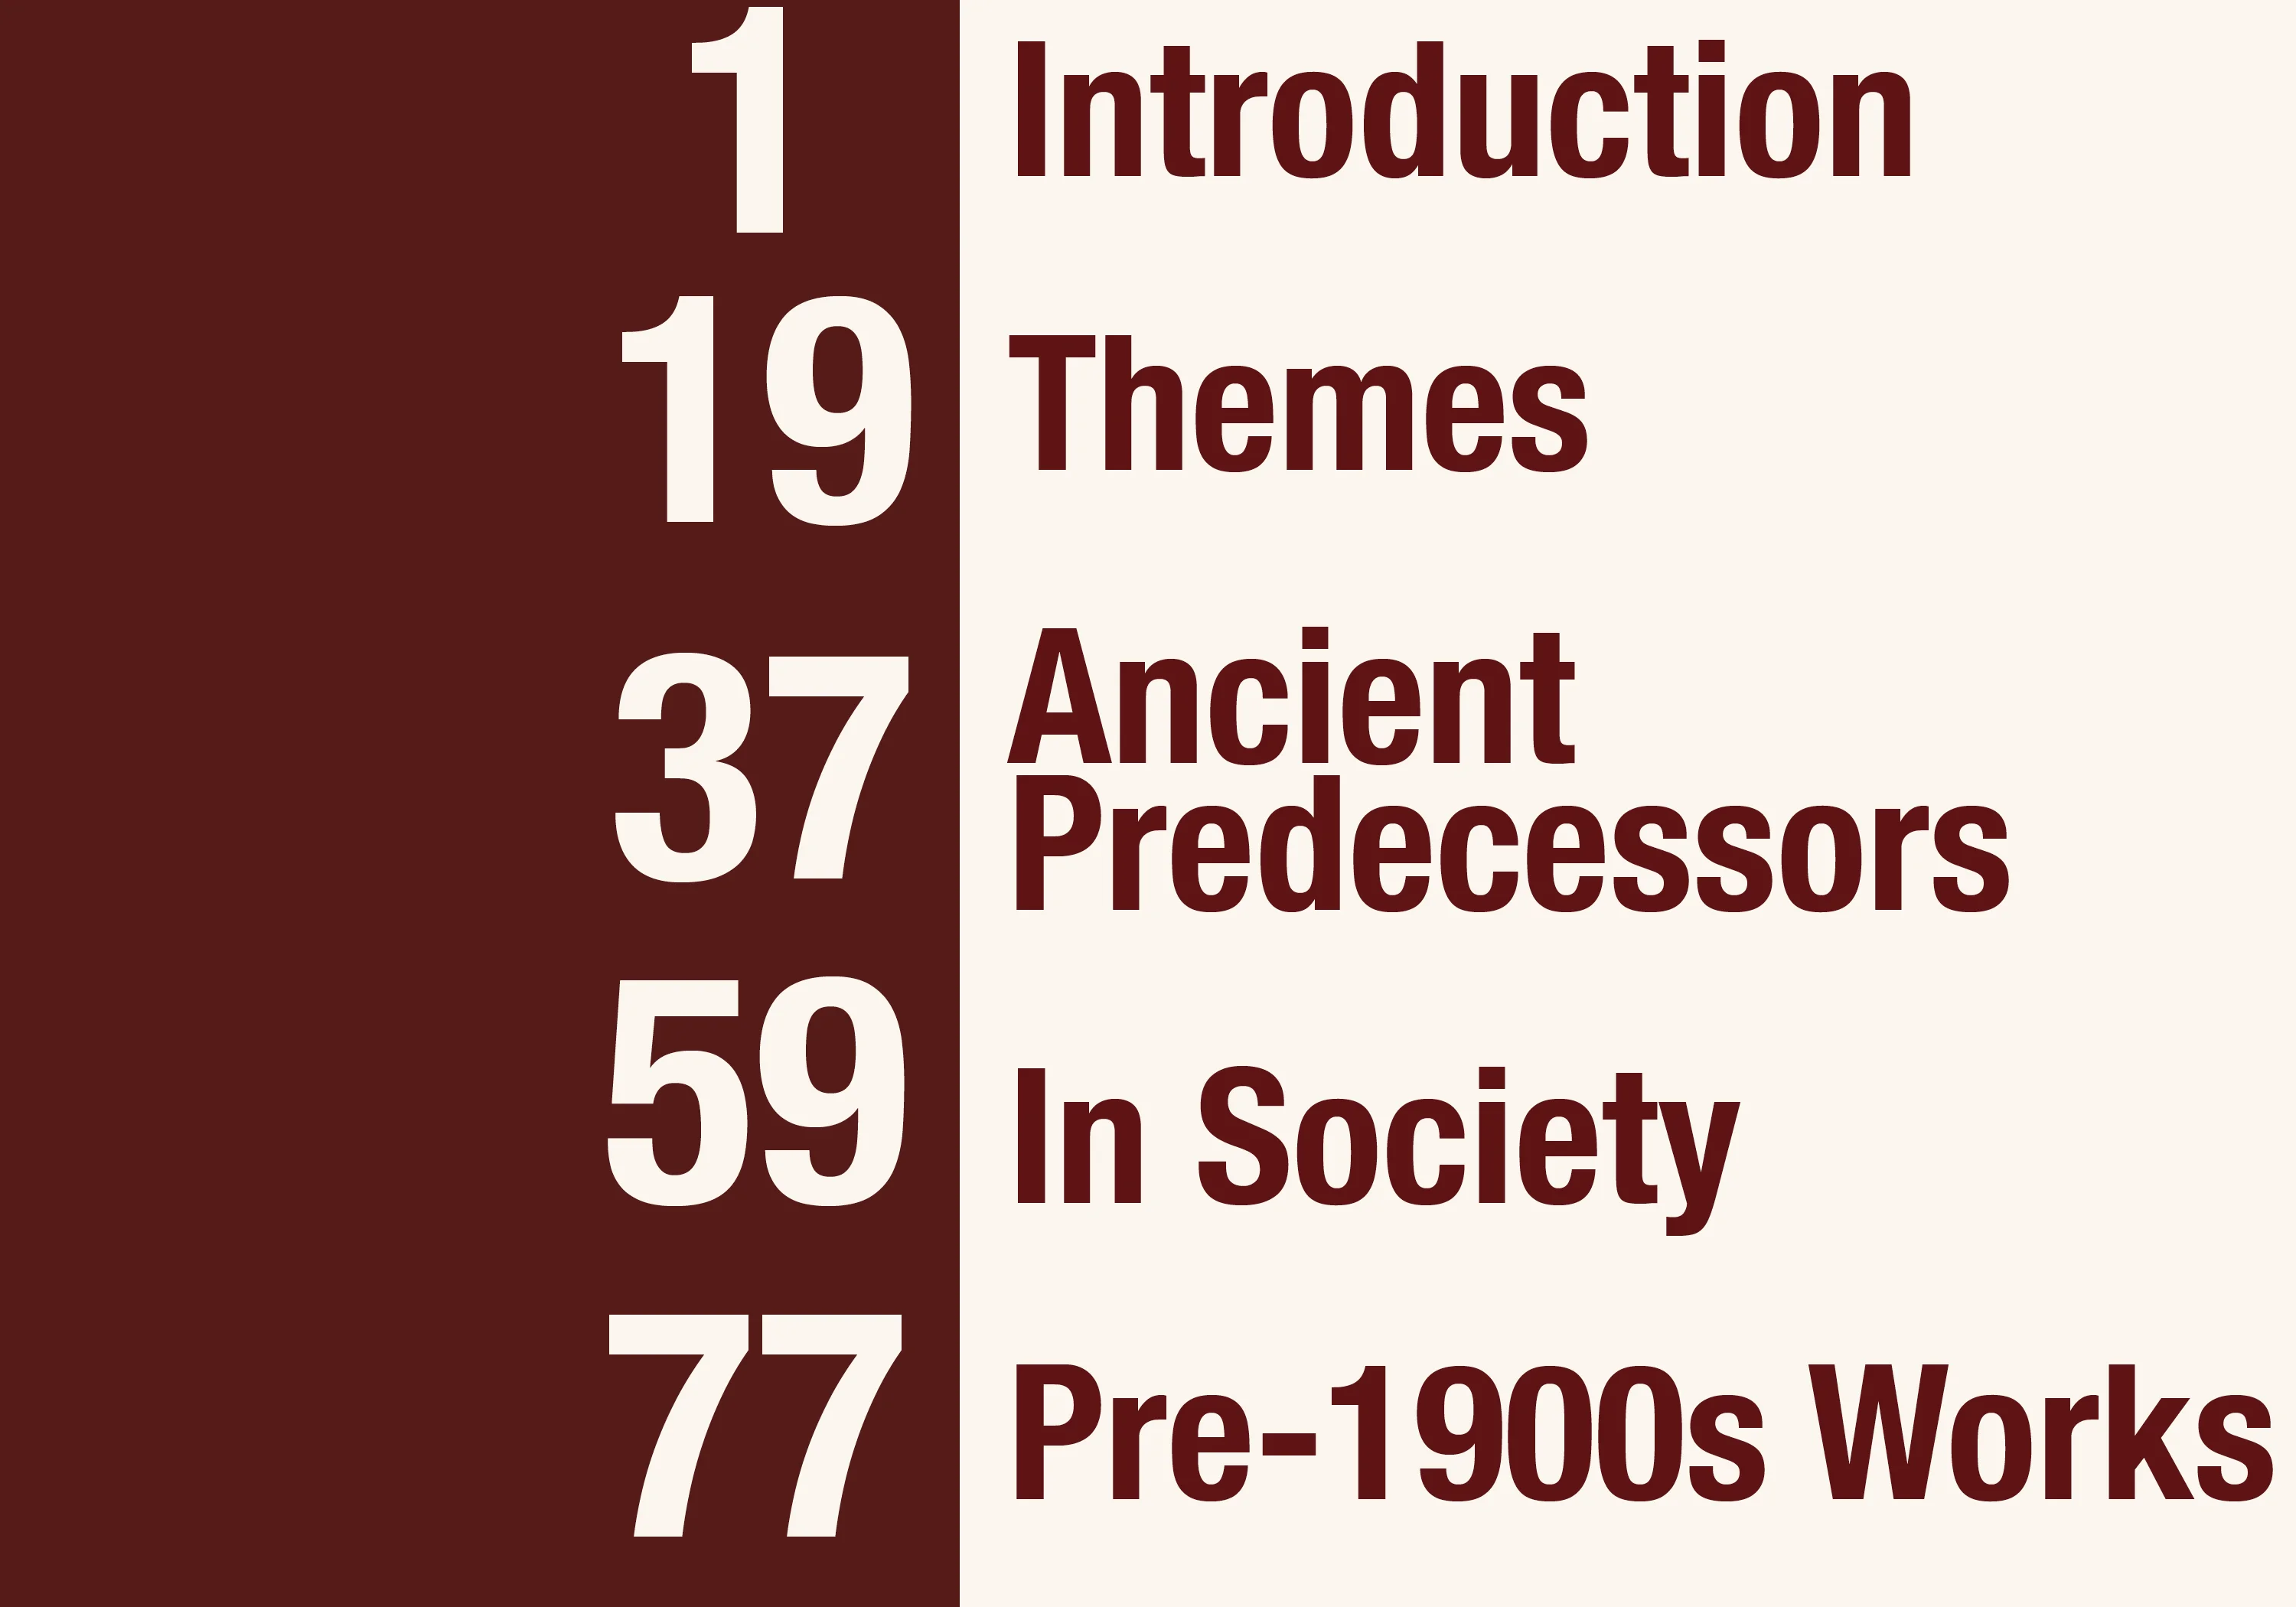 1 Introduction
19 Themes
37 Ancient
Predecessors
59 In Society
77 Pre-1900s Works